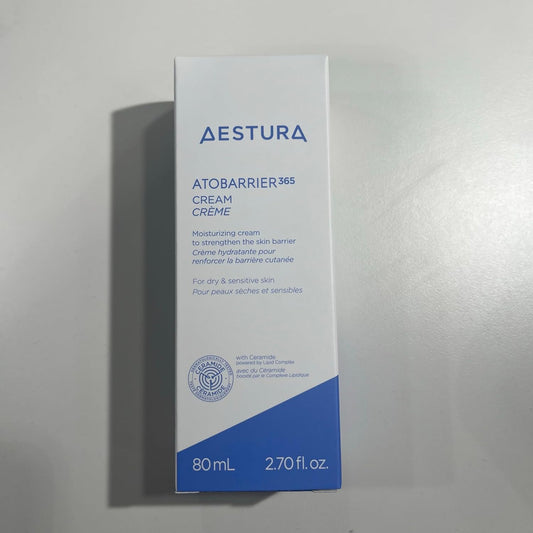 AESTURA
ATOBARRIER365
CREAM
CRÈME
Moisturizing cream
to strengthen the skin barrier
Crème hydratante pour
renforcer la barrière cutanée
For dry & sensitive skin
Pour peaux sèches et sensibles
with Ceramide
powered by Lipid Complex
avec du Céramide
boosté par le Complexe Lipidique
CERAMIDE
CERAMIDE
80 mL 2.70 fl. oz.